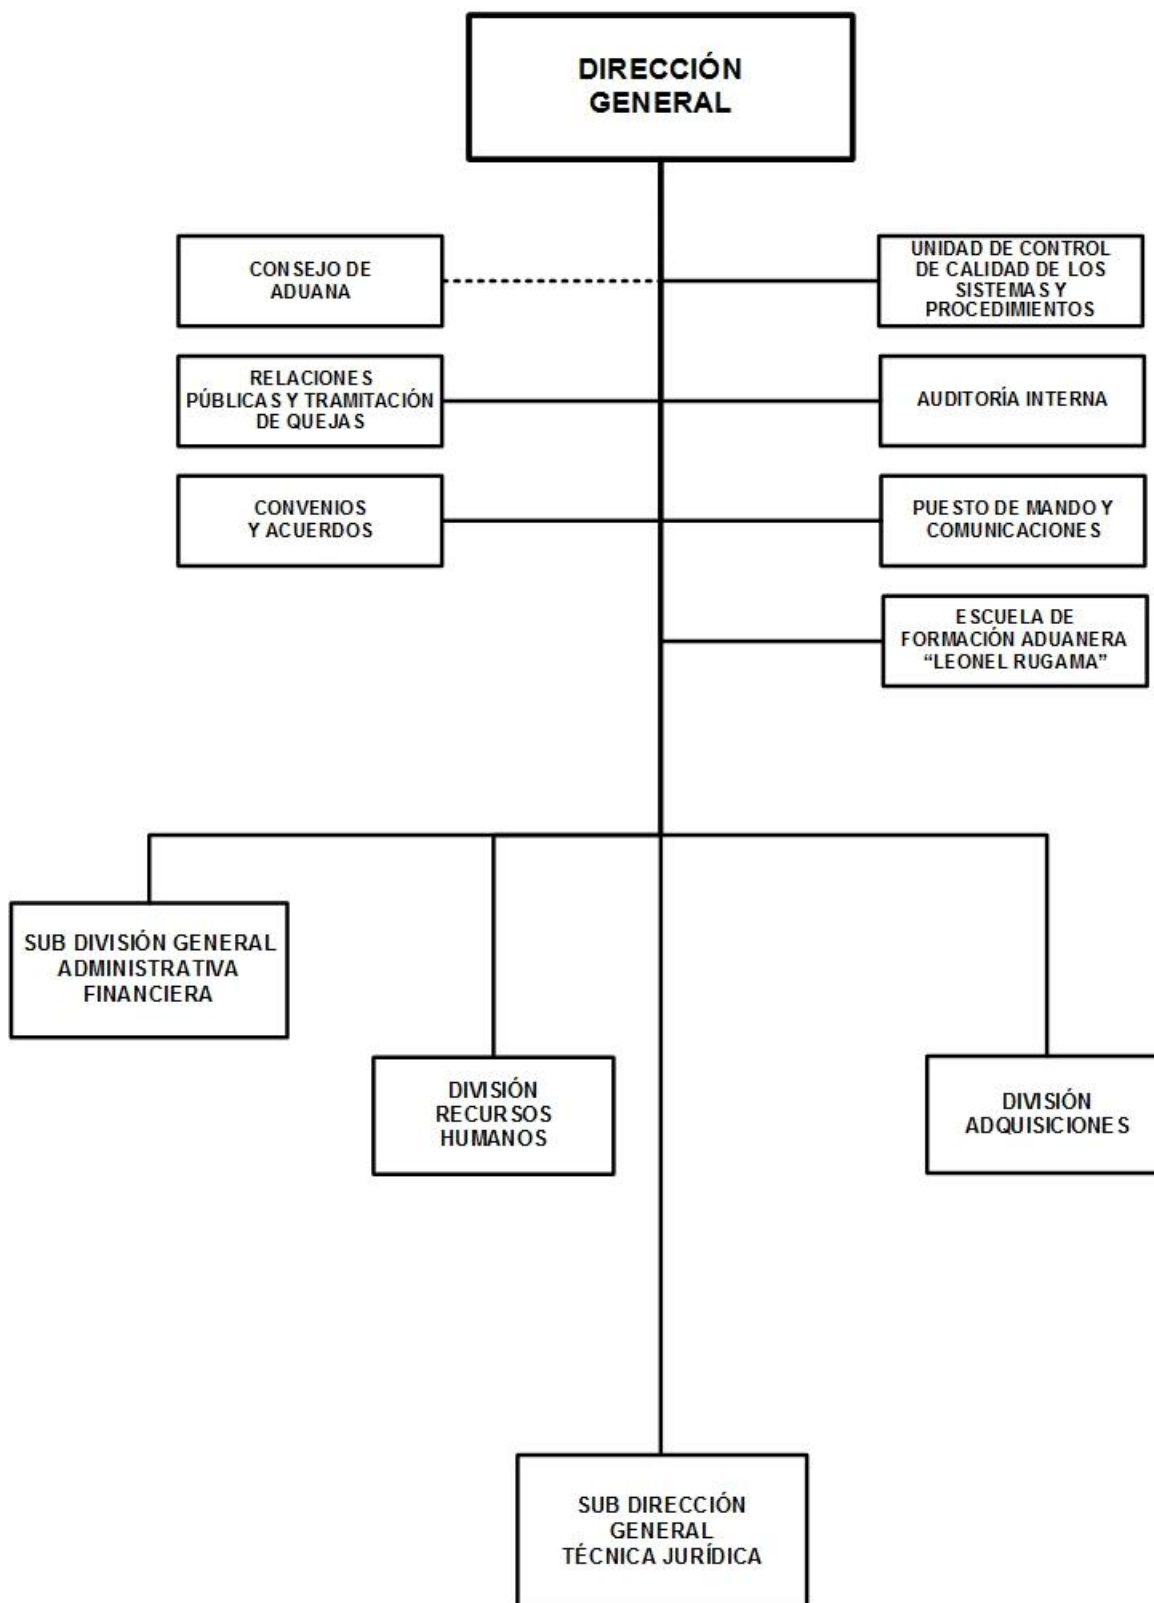 DIRECCIÓN
GENERAL
CONSEJO DE
ADUANA
UNIDAD DE CONTROL
DE CALIDAD DE LOS
SISTEMAS Y
PROCEDIMIENTOS
RELACIONES
PÚBLICAS Y TRAMITACIÓN
DE QUEJAS
AUDITORÍA INTERNA
CONVENIOS
Y ACUERDOS
PUESTO DE MANDO Y
COMUNICACIONES
ESCUELA DE
FORMACIÓN ADUANERA
“LEONEL RUGAMA”
SUB DIVISIÓN GENERAL
ADMINISTRATIVA
FINANCIERA
DIVISIÓN
RECURSOS
HUMANOS
DIVISIÓN
ADQUISICIONES
SUB DIRECCIÓN
GENERAL
TÉCNICA JURÍDICA